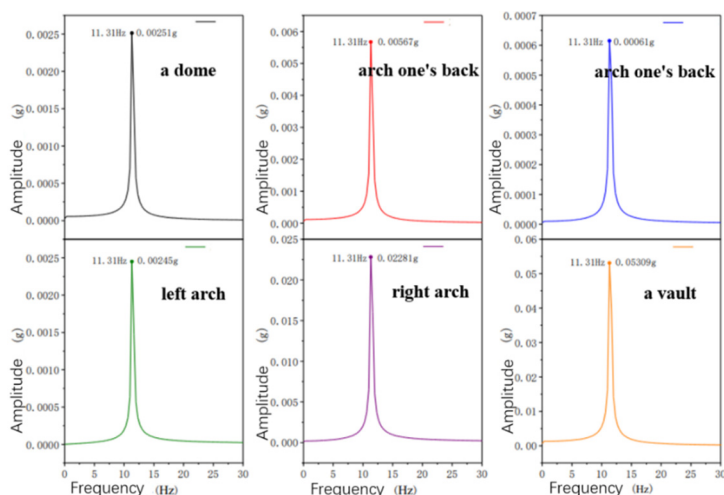 0.0025
0.0020
0.0015
0.0010
0.0005
0.0000
Amplitude (g)
11.31Hz 0.00251g
a dome
0.006
0.005
0.004
0.003
0.002
0.001
0.000
Amplitude (g)
11.31Hz 0.00567g
arch one's back
0.0007
0.0006
0.0005
0.0004
0.0003
0.0002
0.0001
0.0000
Amplitude (g)
11.31Hz 0.00061g
arch one's back
0.0025
0.0020
0.0015
0.0010
0.0005
0.0000
Amplitude (g)
11.31Hz 0.00245g
left arch
0 5 10 15 20 25 30
Frequency (Hz)
0.025
0.020
0.015
0.010
0.005
0.000
Amplitude (g)
11.31Hz 0.02281g
right arch
0 5 10 15 20 25 30
Frequency (Hz)
0.06
0.05
0.04
0.03
0.02
0.01
0.00
Amplitude (g)
11.31Hz 0.05309g
a vault
0 5 10 15 20 25 30
Frequency (Hz)